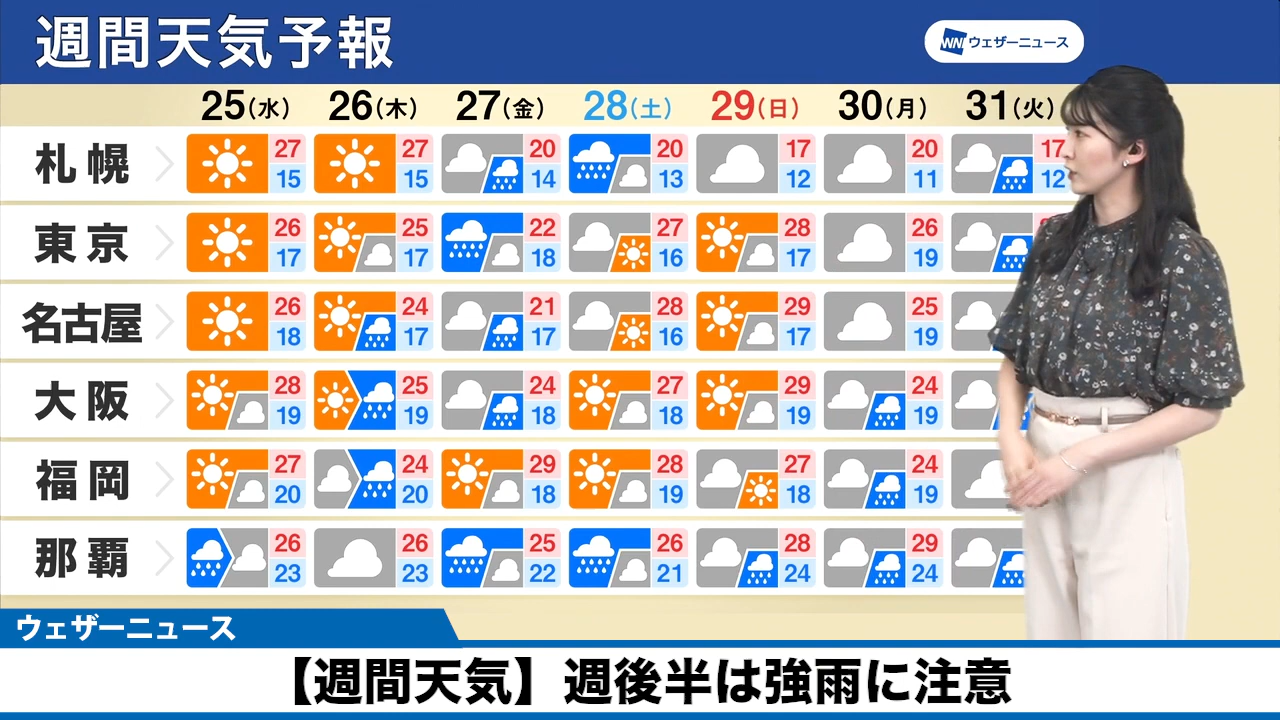 週間天気予報
WNI ウェザーニュース
25(水) 26(木) 27(金) 28(土) 29(日) 30(月) 31(火)
札幌 27 15 27 15 20 14 20 13 17 12 20 11 17 12
東京 26 17 25 17 22 18 27 16 28 17 26 19
名古屋 26 18 24 17 21 17 28 16 29 17 25 19
大阪 28 19 25 19 24 18 27 18 29 19 24 19
福岡 27 20 24 20 29 18 28 19 27 18 24 19
那覇 26 23 26 23 25 22 26 21 28 24 29 24
ウェザーニュース
【週間天気】週後半は強雨に注意